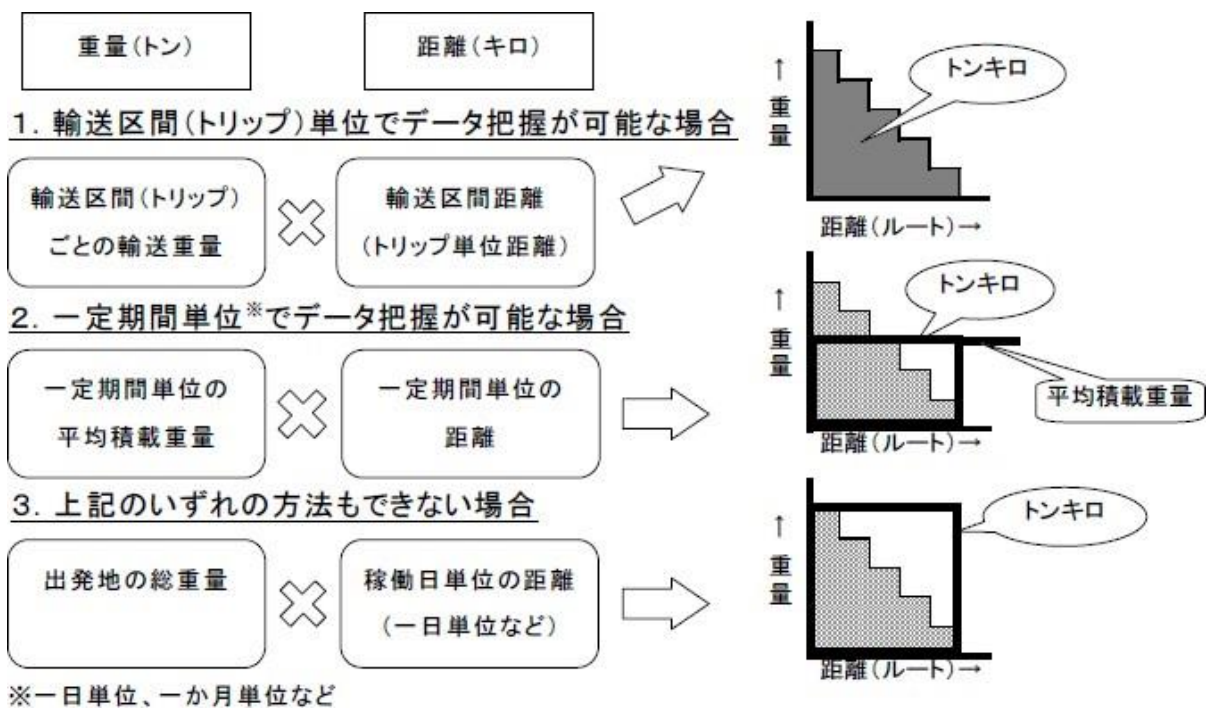 重量(トン)
距離(キロ)
1. 輸送区間(トリップ)単位でデータ把握が可能な場合
輸送区間(トリップ)
ごとの輸送重量
輸送区間距離
(トリップ単位距離)
トンキロ
↑
重
量
距離(ルート)→
2. 一定期間単位※でデータ把握が可能な場合
一定期間単位の
平均積載重量
一定期間単位の
距離
トンキロ
↑
重
量
平均積載重量
距離(ルート)→
3. 上記のいずれの方法もできない場合
出発地の総重量
稼働日単位の距離
(一日単位など)
トンキロ
↑
重
量
距離(ルート)→
※一日単位、一か月単位など